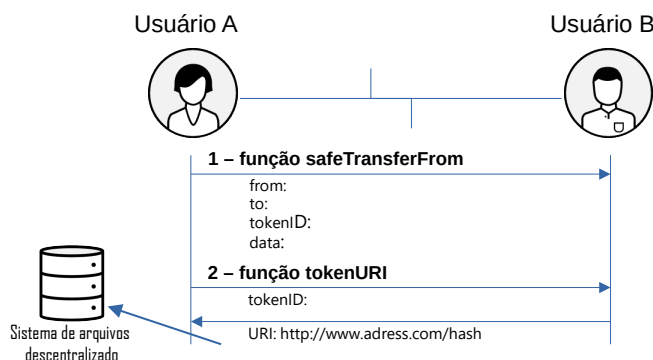 Usuário A
Usuário B
1 – função safeTransferFrom
from:
to:
tokenID:
data:
2 – função tokenURI
tokenID:
URI: http://www.adress.com/hash
Sistema de arquivos
descentralizado